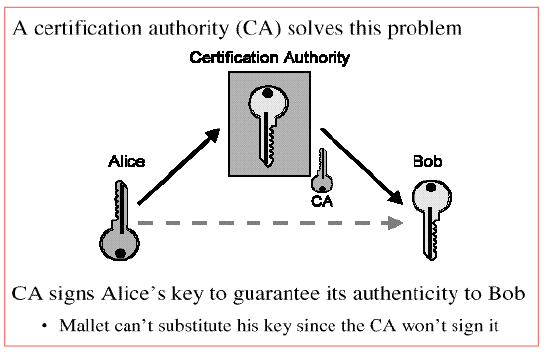 A certification authority (CA) solves this problem
Certification Authority
Alice
Bob
CA
CA signs Alice's key to guarantee its authenticity to Bob
• Mallet can't substitute his key since the CA won't sign it